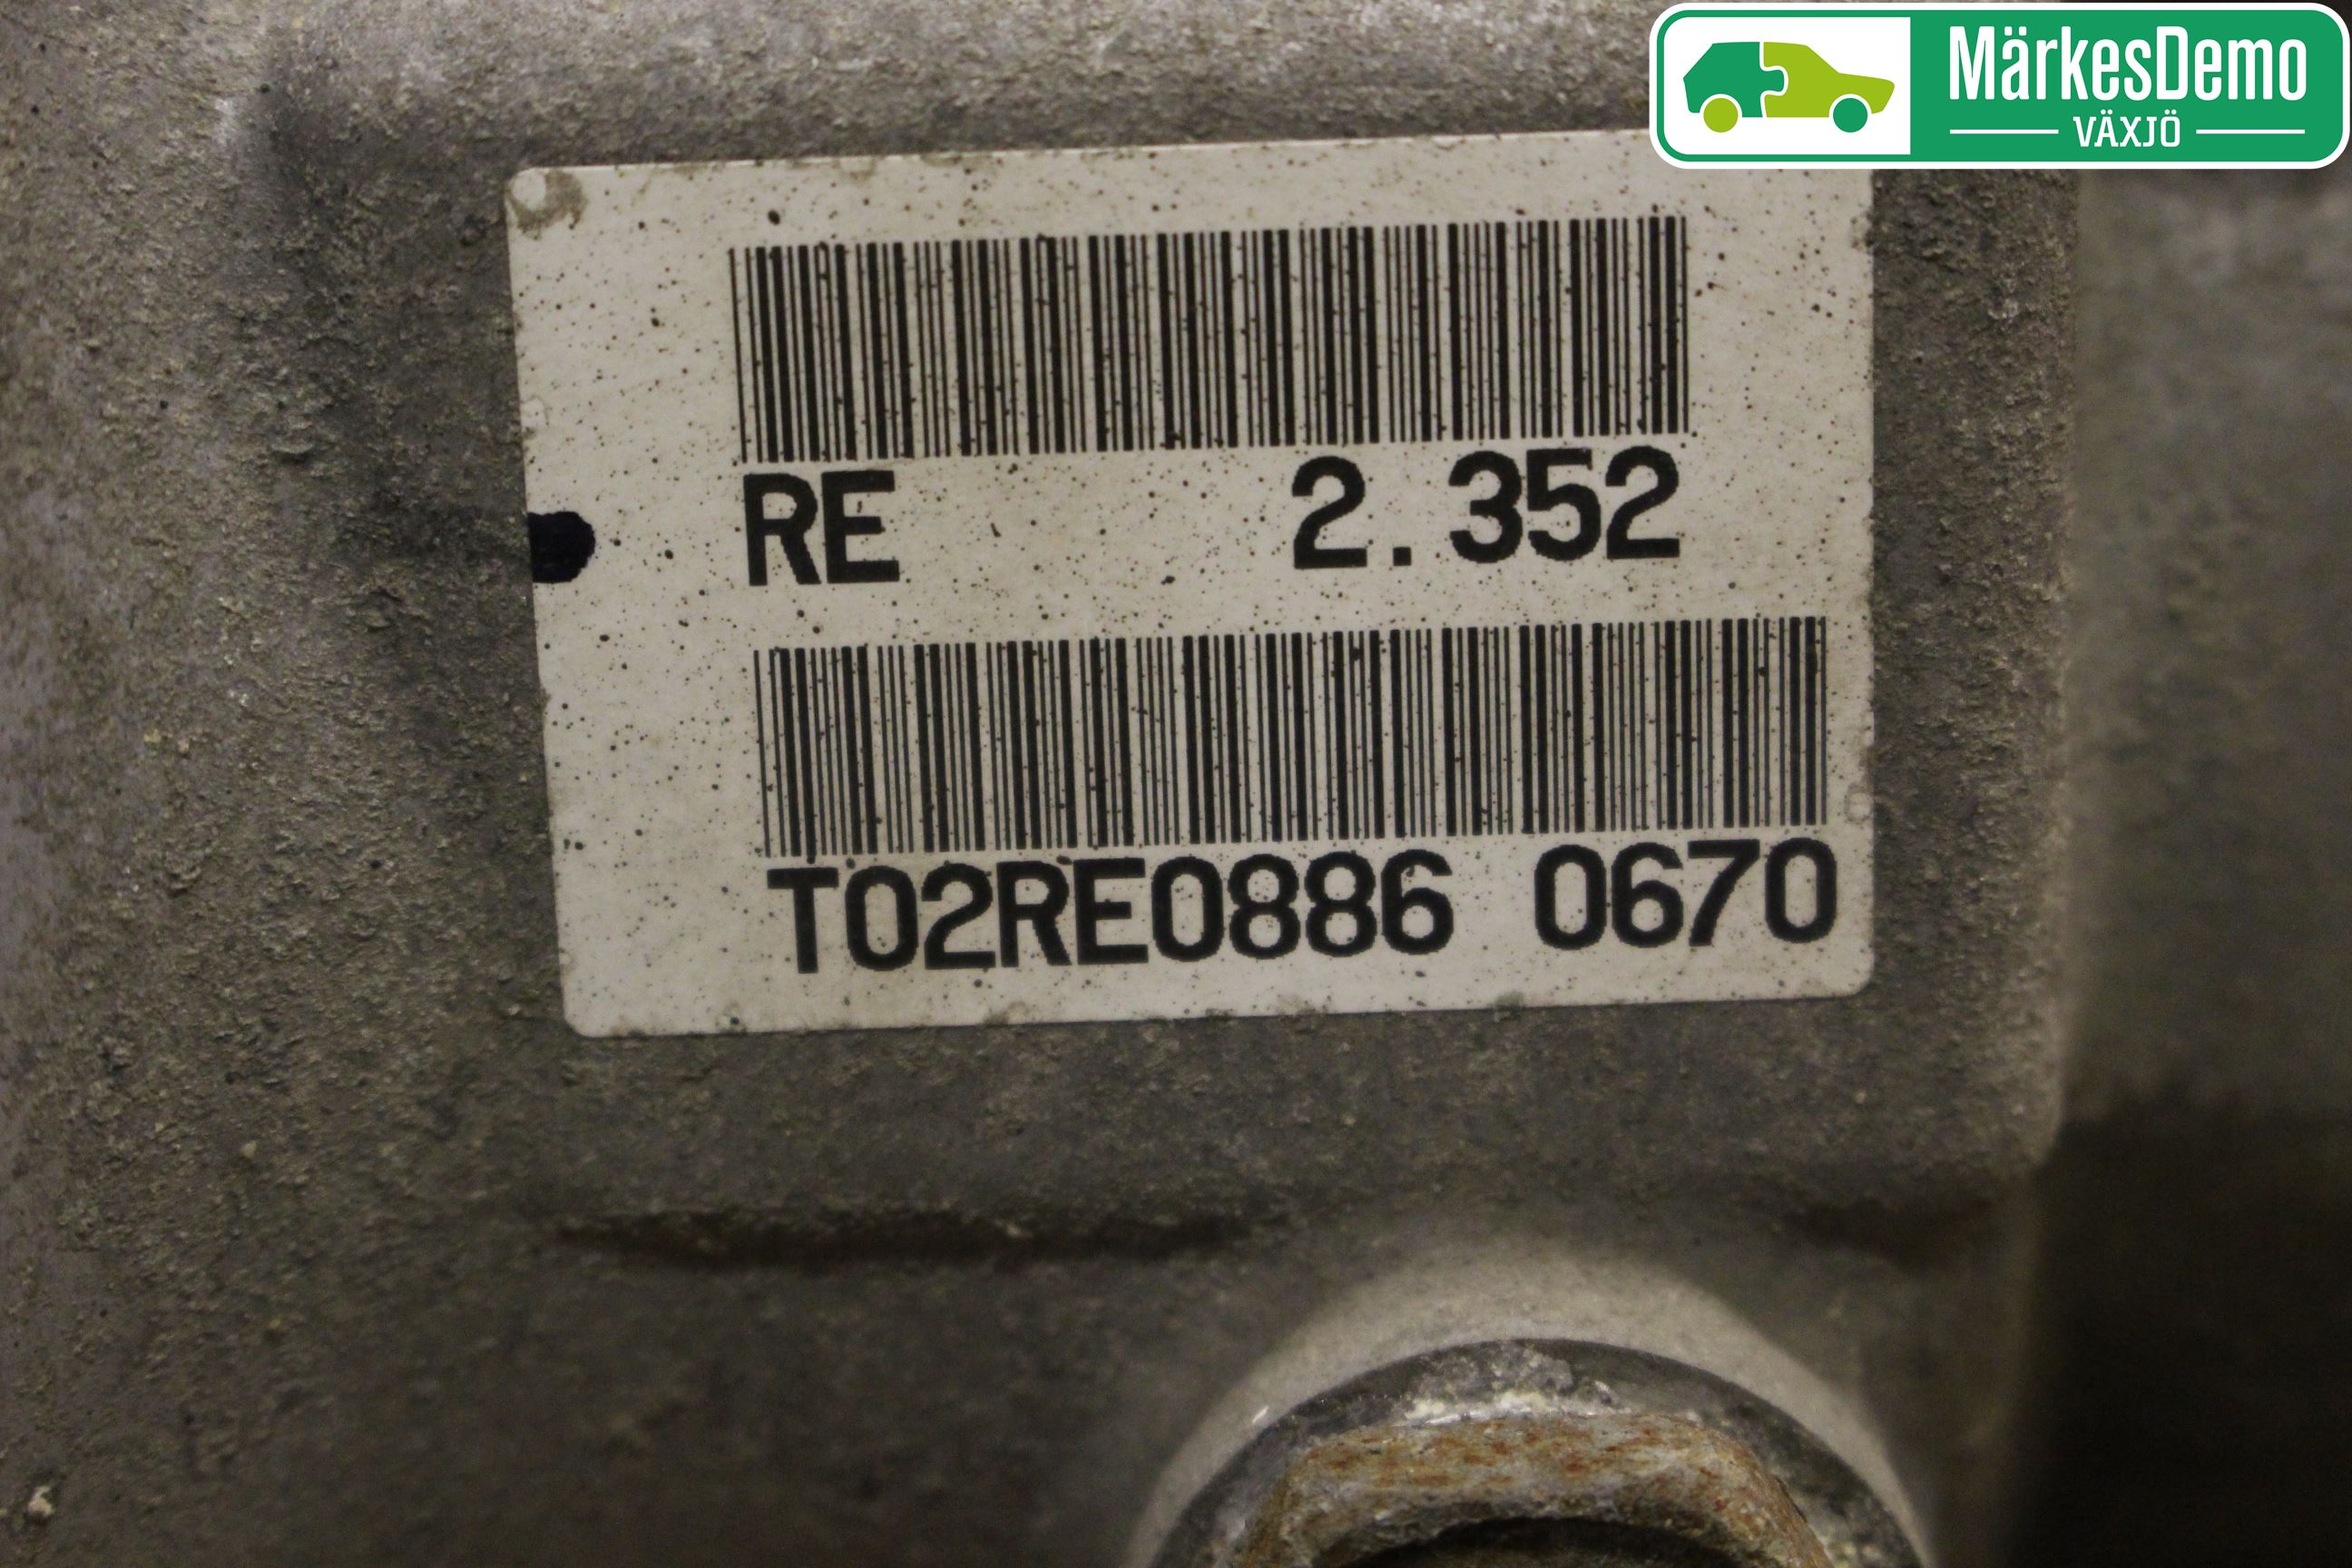 MärkesDemo
VÄXJÖ
RE 2.352
T02RE0886 0670